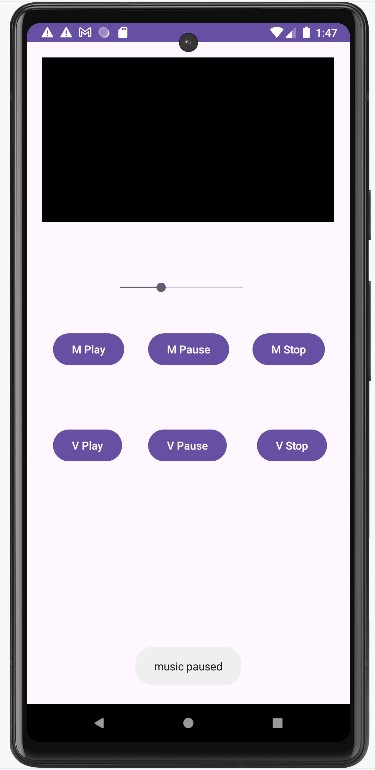 1:47
M Play
M Pause
M Stop
V Play
V Pause
V Stop
music paused